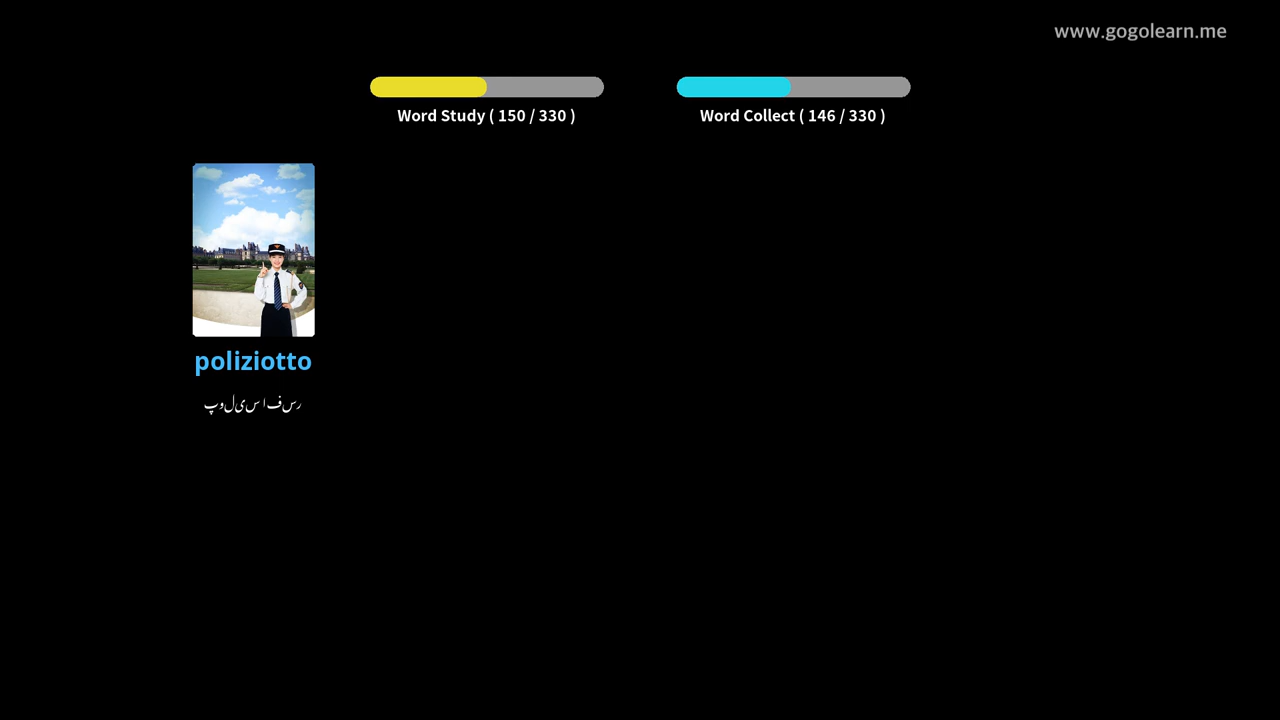 www.gogolearn.me
Word Study ( 150 / 330 )
Word Collect ( 146 / 330 )
poliziotto
پولیس افسر